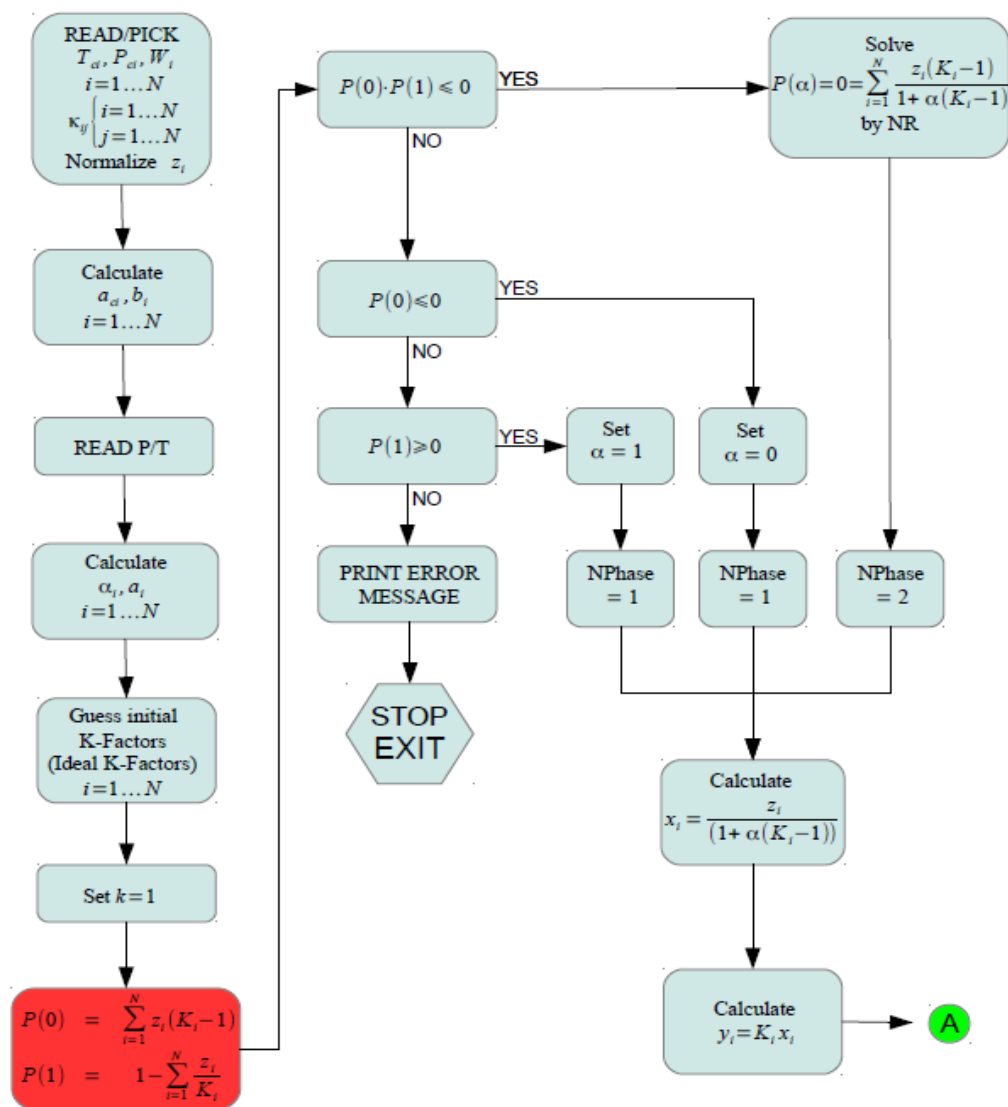 READ/PICK
T_ci, P_ci, W_i
i=1…N
κ_ij { i=1…N
j=1…N
Normalize z_i
Calculate
a_ci, b_i
i=1…N
READ P/T
Calculate
α_i, a_i
i=1…N
Guess initial
K-Factors
(Ideal K-Factors)
i=1…N
Set k=1
P(0) = ∑_{i=1}^{N} z_i(K_i−1)
P(1) = 1−∑_{i=1}^{N} z_i/K_i
P(0)·P(1)⩽0
YES
NO
Solve
P(α)=0=∑_{i=1}^{N} z_i(K_i−1)/(1+α(K_i−1))
by NR
P(0)⩽0
YES
NO
P(1)⩾0
YES
NO
Set
α=1
Set
α=0
PRINT ERROR
MESSAGE
NPhase
=1
NPhase
=1
NPhase
=2
STOP
EXIT
Calculate
x_i = z_i/(1+α(K_i−1))
Calculate
y_i=K_i x_i
A